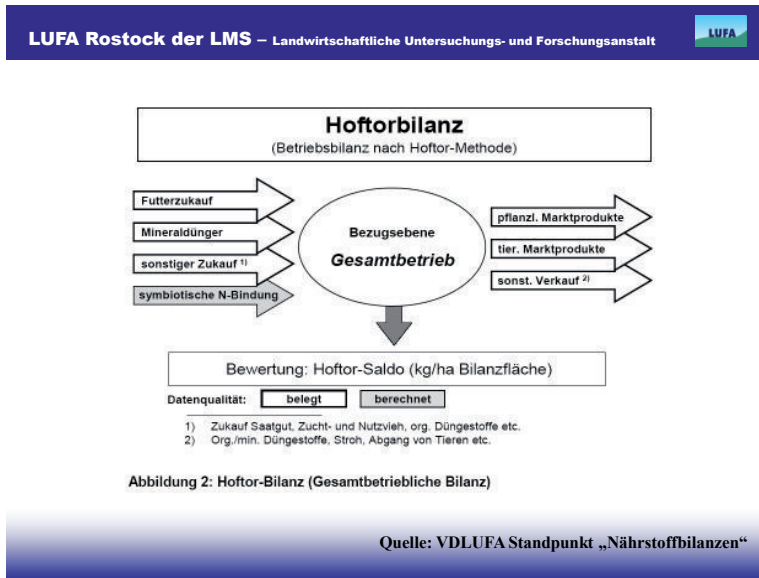 LUFA Rostock der LMS – Landwirtschaftliche Untersuchungs- und Forschungsanstalt
LUFA
Hoftorbilanz
(Betriebsbilanz nach Hoftor-Methode)
Futterzukauf
Mineraldünger
sonstiger Zukauf 1)
symbiotische N-Bindung
Bezugsebene
Gesamtbetrieb
pflanzl. Marktprodukte
tier. Marktprodukte
sonst. Verkauf 2)
Bewertung: Hoftor-Saldo (kg/ha Bilanzfläche)
Datenqualität: belegt berechnet
1) Zukauf Saatgut, Zucht- und Nutzvieh, org. Düngestoffe etc.
2) Org./min. Düngestoffe, Stroh, Abgang von Tieren etc.
Abbildung 2: Hoftor-Bilanz (Gesamtbetriebliche Bilanz)
Quelle: VDLUFA Standpunkt „Nährstoffbilanzen“